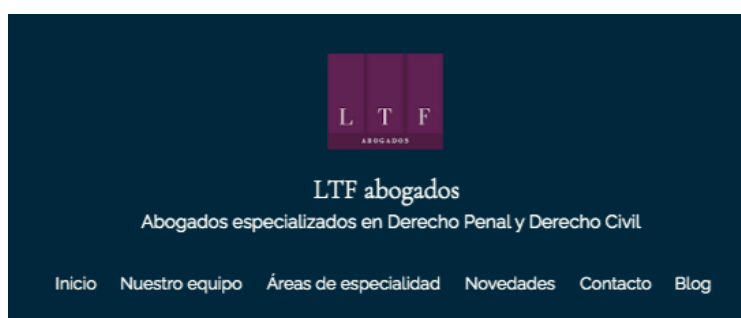 L T F
ABOGADOS
LTF abogados
Abogados especializados en Derecho Penal y Derecho Civil
Inicio Nuestro equipo Áreas de especialidad Novedades Contacto Blog